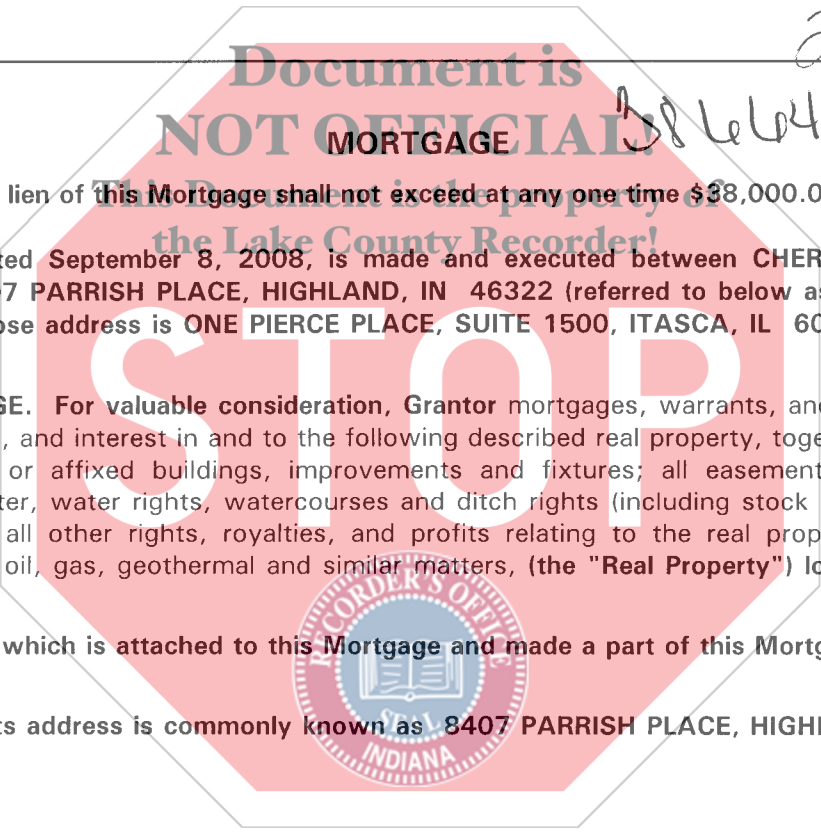 Document is
NOT OFFICIAL!
MORTGAGE
lien of this Mortgage shall not exceed at any one time $38,000.0
This Document is the property of
the Lake County Recorder!
ted September 8, 2008, is made and executed between CHER
7 PARRISH PLACE, HIGHLAND, IN 46322 (referred to below as
ose address is ONE PIERCE PLACE, SUITE 1500, ITASCA, IL 60
STOP
GE. For valuable consideration, Grantor mortgages, warrants, an
, and interest in and to the following described real property, toge
or affixed buildings, improvements and fixtures; all easement
ter, water rights, watercourses and ditch rights (including stock
all other rights, royalties, and profits relating to the real prop
oil, gas, geothermal and similar matters, (the "Real Property") lo
RECORDER'S OFFICE
which is attached to this Mortgage and made a part of this Mortg
SEAL
ts address is commonly known as 8407 PARRISH PLACE, HIGH
INDIANA